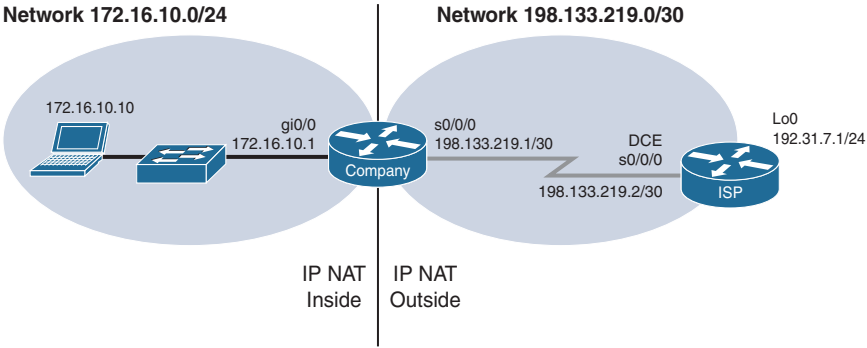 Network 172.16.10.0/24
Network 198.133.219.0/30
172.16.10.10
gi0/0
172.16.10.1
Company
s0/0/0
198.133.219.1/30
DCE
s0/0/0
198.133.219.2/30
ISP
Lo0
192.31.7.1/24
IP NAT
Inside
IP NAT
Outside